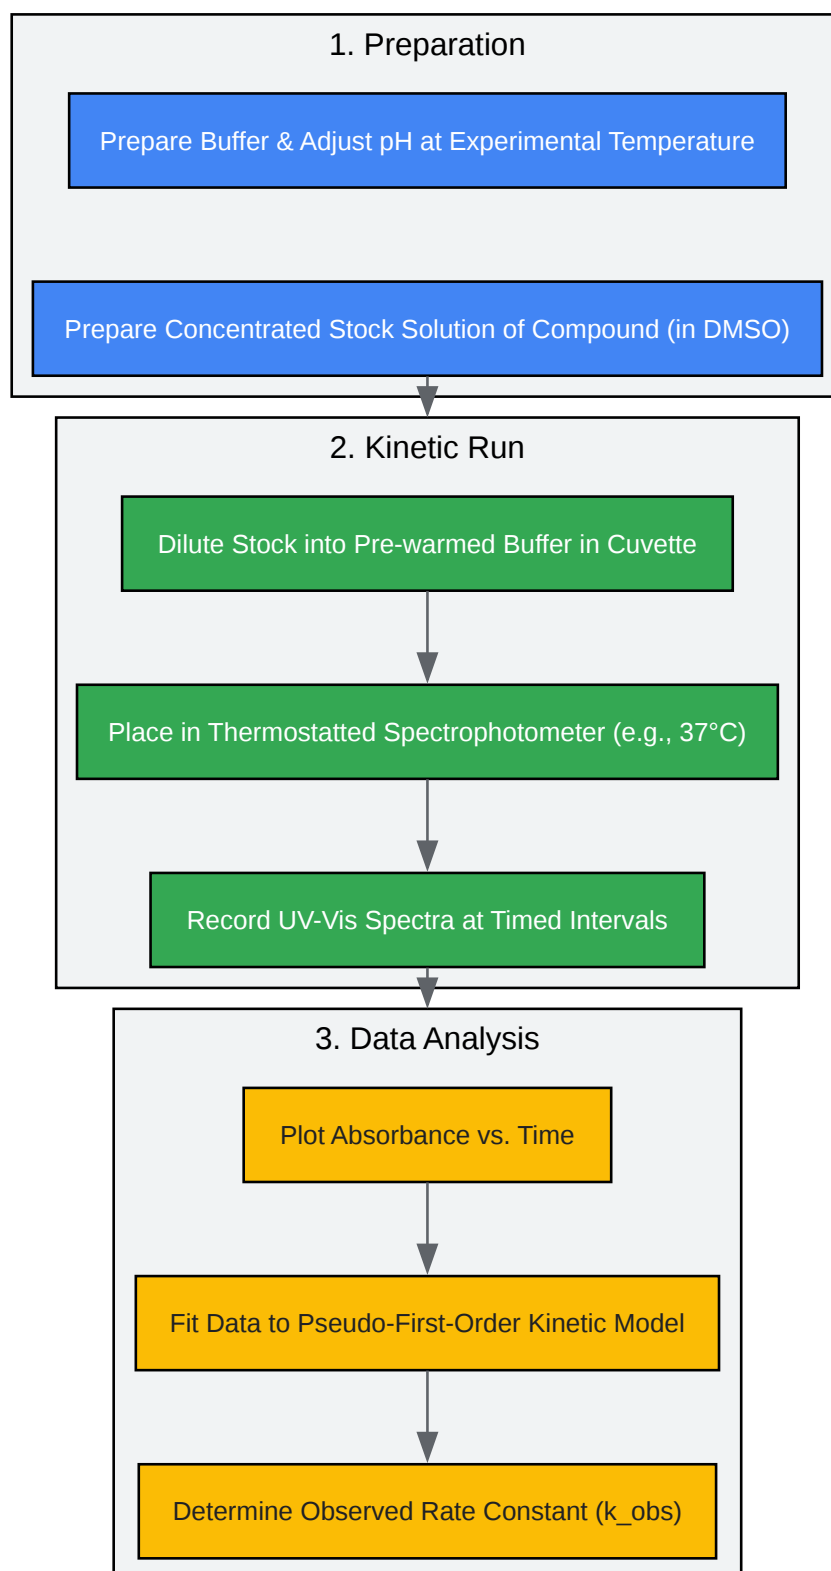 1. Preparation
Prepare Buffer & Adjust pH at Experimental Temperature
Prepare Concentrated Stock Solution of Compound (in DMSO)
2. Kinetic Run
Dilute Stock into Pre-warmed Buffer in Cuvette
Place in Thermostatted Spectrophotometer (e.g., 37°C)
Record UV-Vis Spectra at Timed Intervals
3. Data Analysis
Plot Absorbance vs. Time
Fit Data to Pseudo-First-Order Kinetic Model
Determine Observed Rate Constant (k_obs)